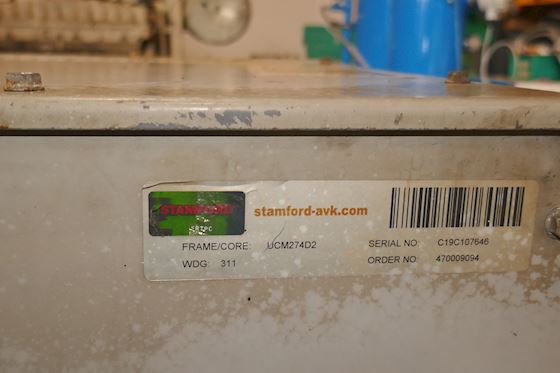 STAMFORD
stamford-avk.com
FRAME/CORE: UCM274D2
SERIAL NO: C19C107646
WDG: 311
ORDER NO: 470009094